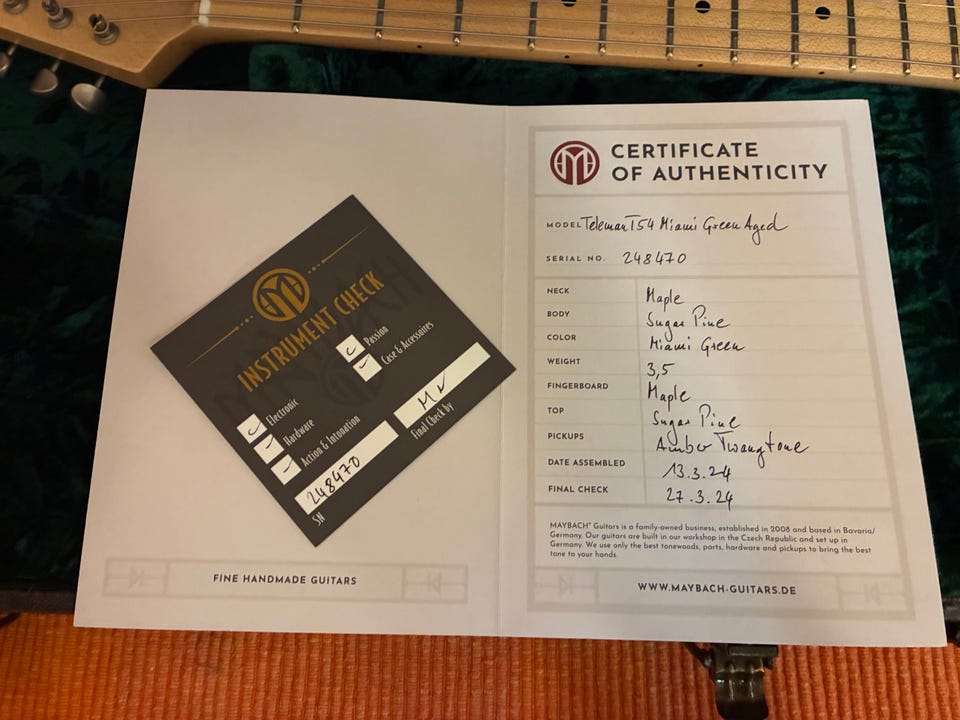 INSTRUMENT CHECK
Passion
Case & Accessoires
Electronic
Hardware
Action & Intonation
248470
SN
Final Check by
FINE HANDMADE GUITARS
CERTIFICATE
OF AUTHENTICITY
MODEL Teleman T54 Miami Green Aged
SERIAL NO. 248470
NECK Maple
BODY Sugar Pine
COLOR Miami Green
WEIGHT 3,5
FINGERBOARD Maple
TOP Sugar Pine
PICKUPS Amber Twangtone
DATE ASSEMBLED 13.3.24
FINAL CHECK 27.3.24
MAYBACH® Guitars is a family-owned business, established in 2008 and based in Bavaria/
Germany. Our guitars are built in our workshop in the Czech Republic and set up in
Germany. We use only the best tonewoods, parts, hardware and pickups to bring the best
tone to your hands.
WWW.MAYBACH-GUITARS.DE